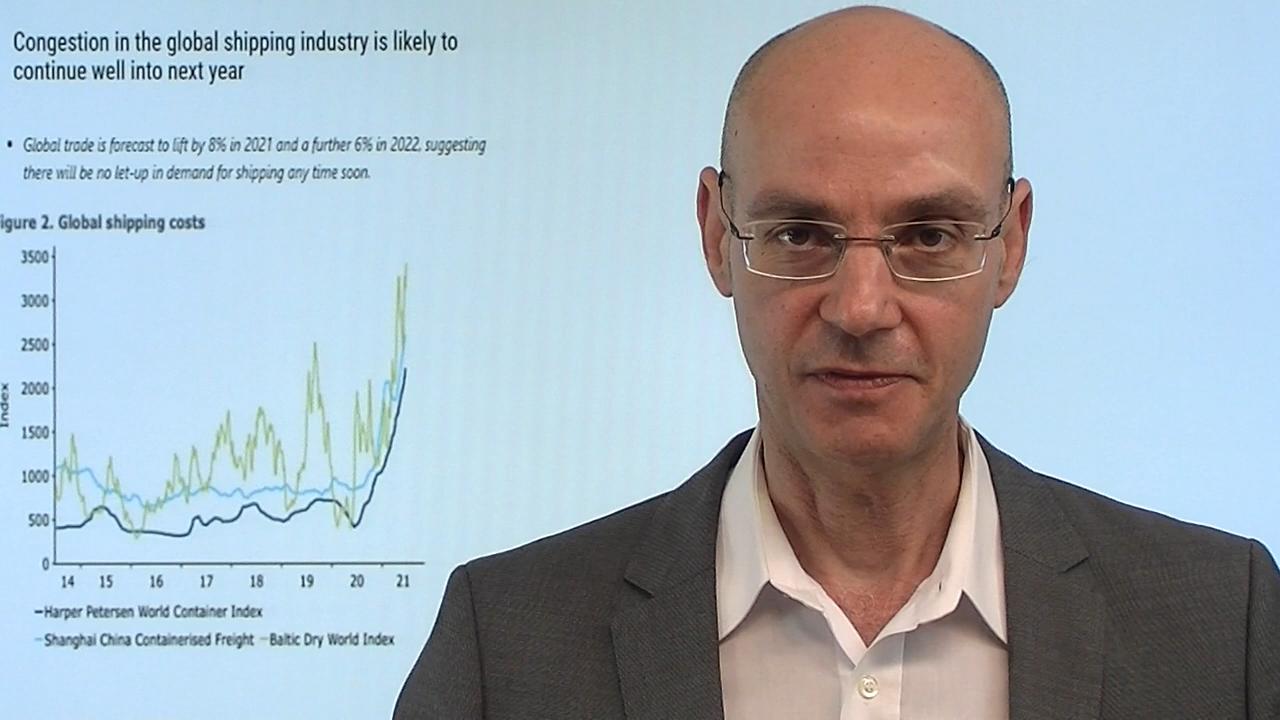 Congestion in the global shipping industry is likely to
continue well into next year
• Global trade is forecast to lift by 8% in 2021 and a further 6% in 2022, suggesting
there will be no let-up in demand for shipping any time soon.
igure 2. Global shipping costs
3500
3000
2500
2000
1500
1000
500
0
Index
14 15 16 17 18 19 20 21
Harper Petersen World Container Index
Shanghai China Containerised Freight Baltic Dry World Index